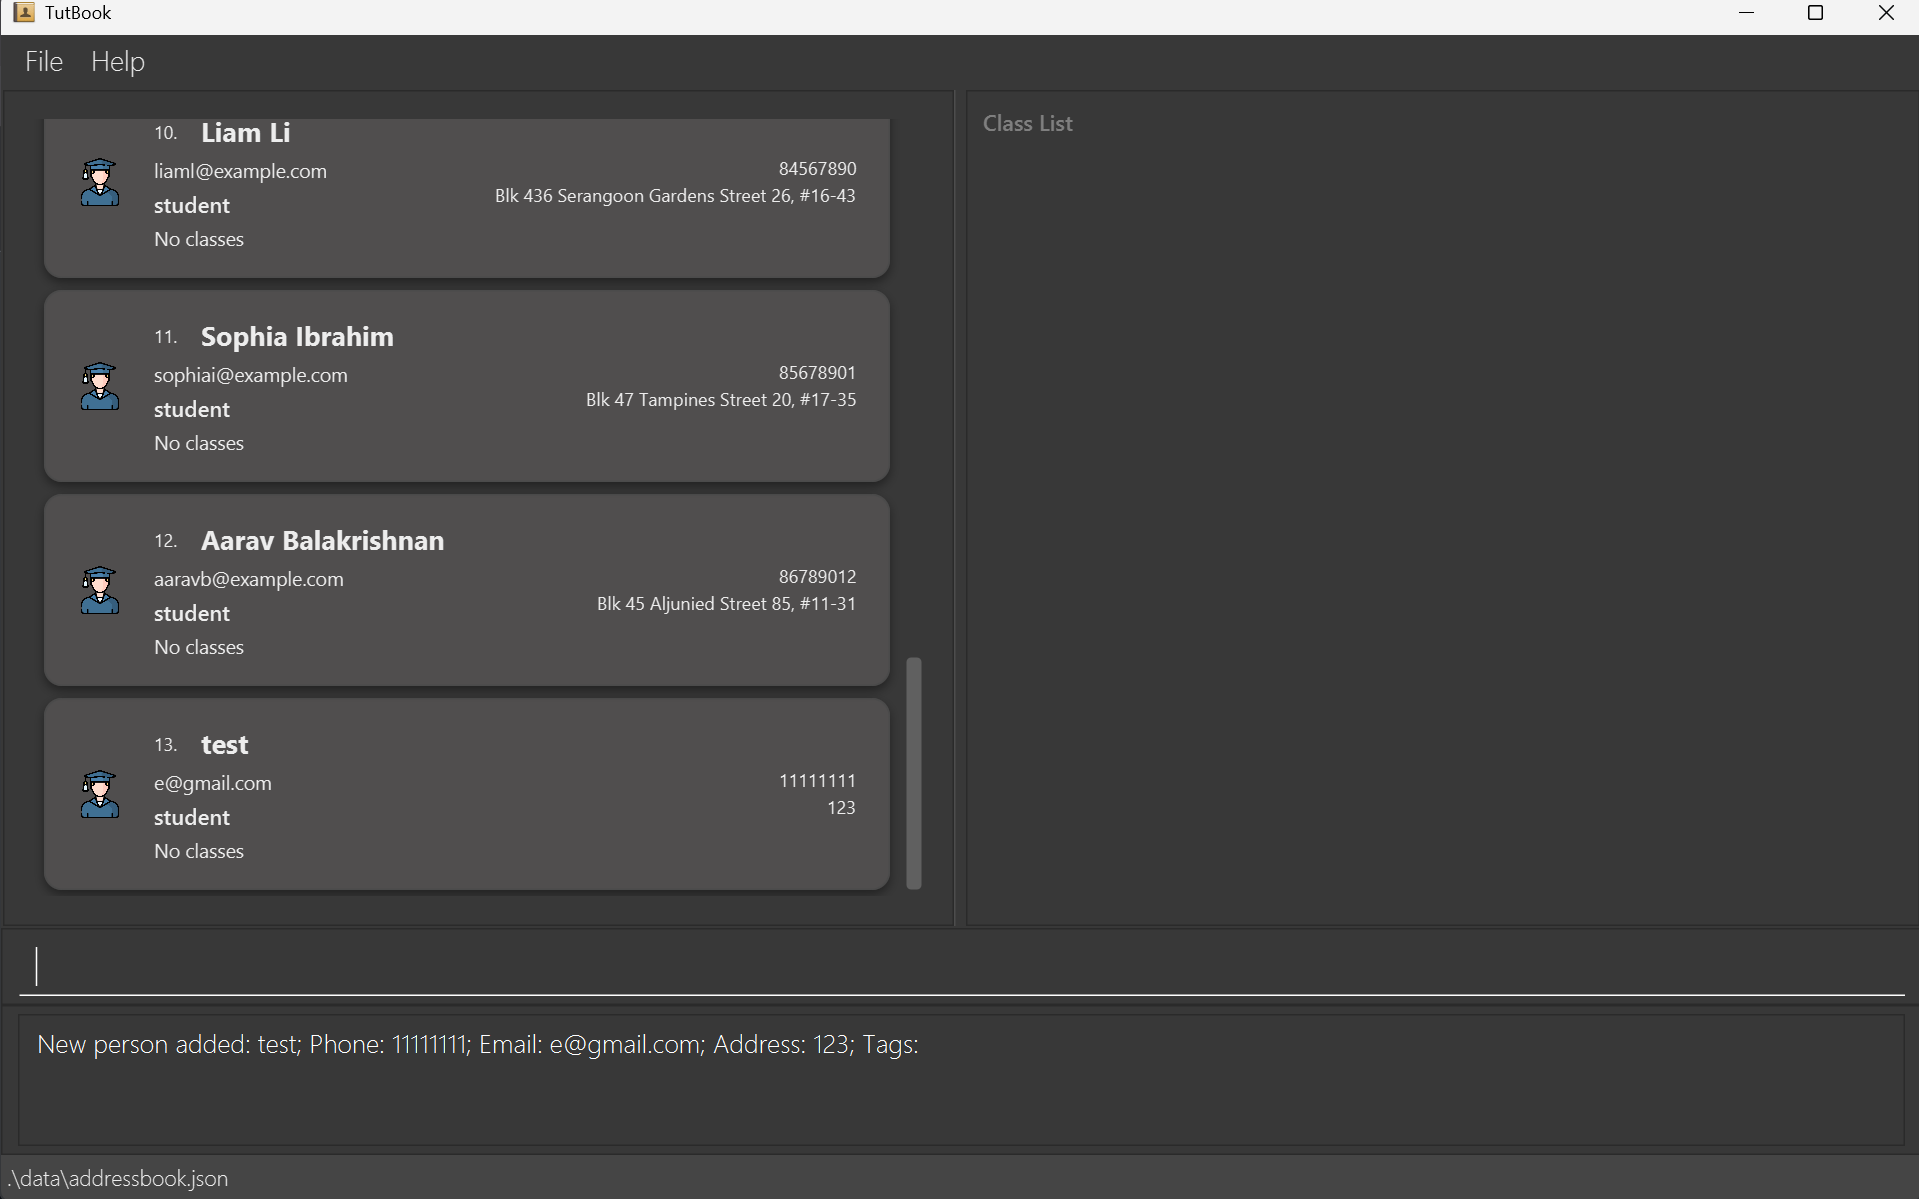 TutBook
File Help
10. Liam Li
liaml@example.com
84567890
student
Blk 436 Serangoon Gardens Street 26, #16-43
No classes
11. Sophia Ibrahim
sophiai@example.com
85678901
student
Blk 47 Tampines Street 20, #17-35
No classes
12. Aarav Balakrishnan
aaravb@example.com
86789012
student
Blk 45 Aljunied Street 85, #11-31
No classes
13. test
e@gmail.com
11111111
student
123
No classes
Class List
New person added: test; Phone: 11111111; Email: e@gmail.com; Address: 123; Tags:
.\data\addressbook.json